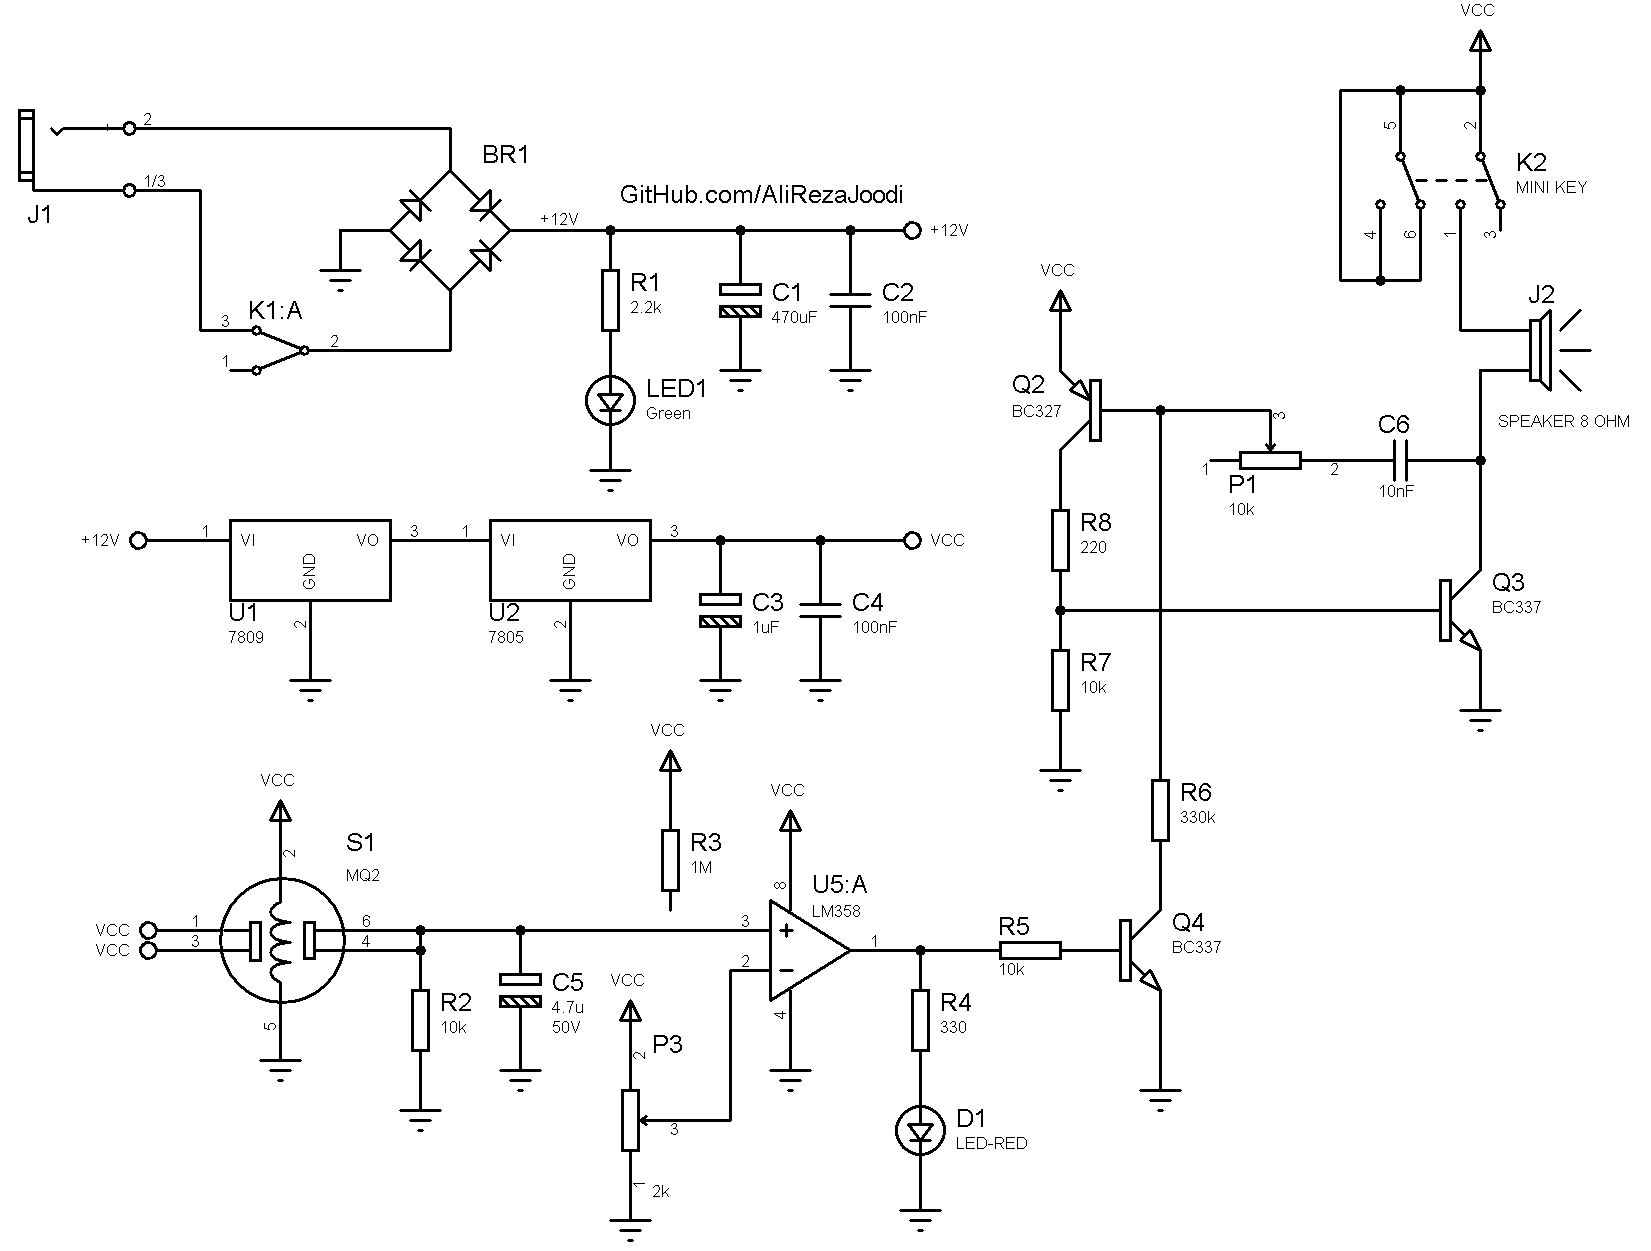 VCC
5
2
K2
MINI KEY
4
6
1
3
J2
SPEAKER 8 OHM
2
1/3
J1
BR1
GitHub.com/AliRezaJoodi
+12V
+12V
K1:A
3
2
1
R1
2.2k
C1
470uF
C2
100nF
LED1
Green
VCC
Q2
BC327
3
1
2
P1
10k
C6
10nF
R8
220
+12V
1
VI
VO
GND
3
2
U1
7809
1
VI
VO
GND
3
2
U2
7805
VCC
C3
1uF
C4
100nF
Q3
BC337
R7
10k
VCC
R3
1M
VCC
2
S1
MQ2
VCC
1
VCC
3
6
4
5
R2
10k
C5
4.7u
50V
VCC
8
U5:A
LM358
3
+
2
−
1
4
VCC
2
P3
3
1
2k
R4
330
D1
LED-RED
R5
10k
R6
330k
Q4
BC337